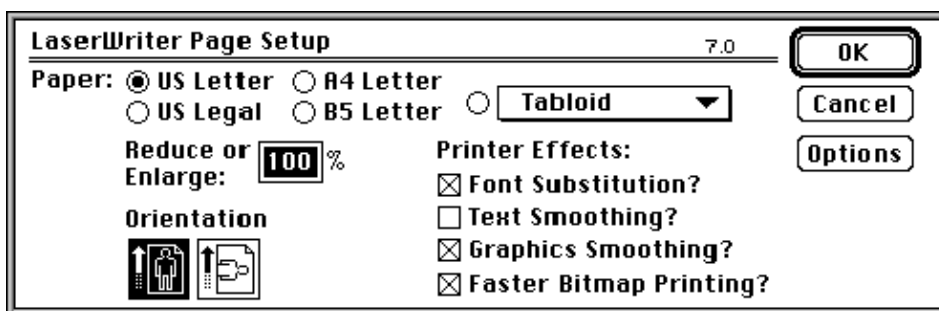 LaserWriter Page Setup 7.0 OK
Paper: US Letter A4 Letter
US Legal B5 Letter Tabloid Cancel
Reduce or Enlarge: 100 % Printer Effects: Options
Font Substitution?
Orientation Text Smoothing?
Graphics Smoothing?
Faster Bitmap Printing?